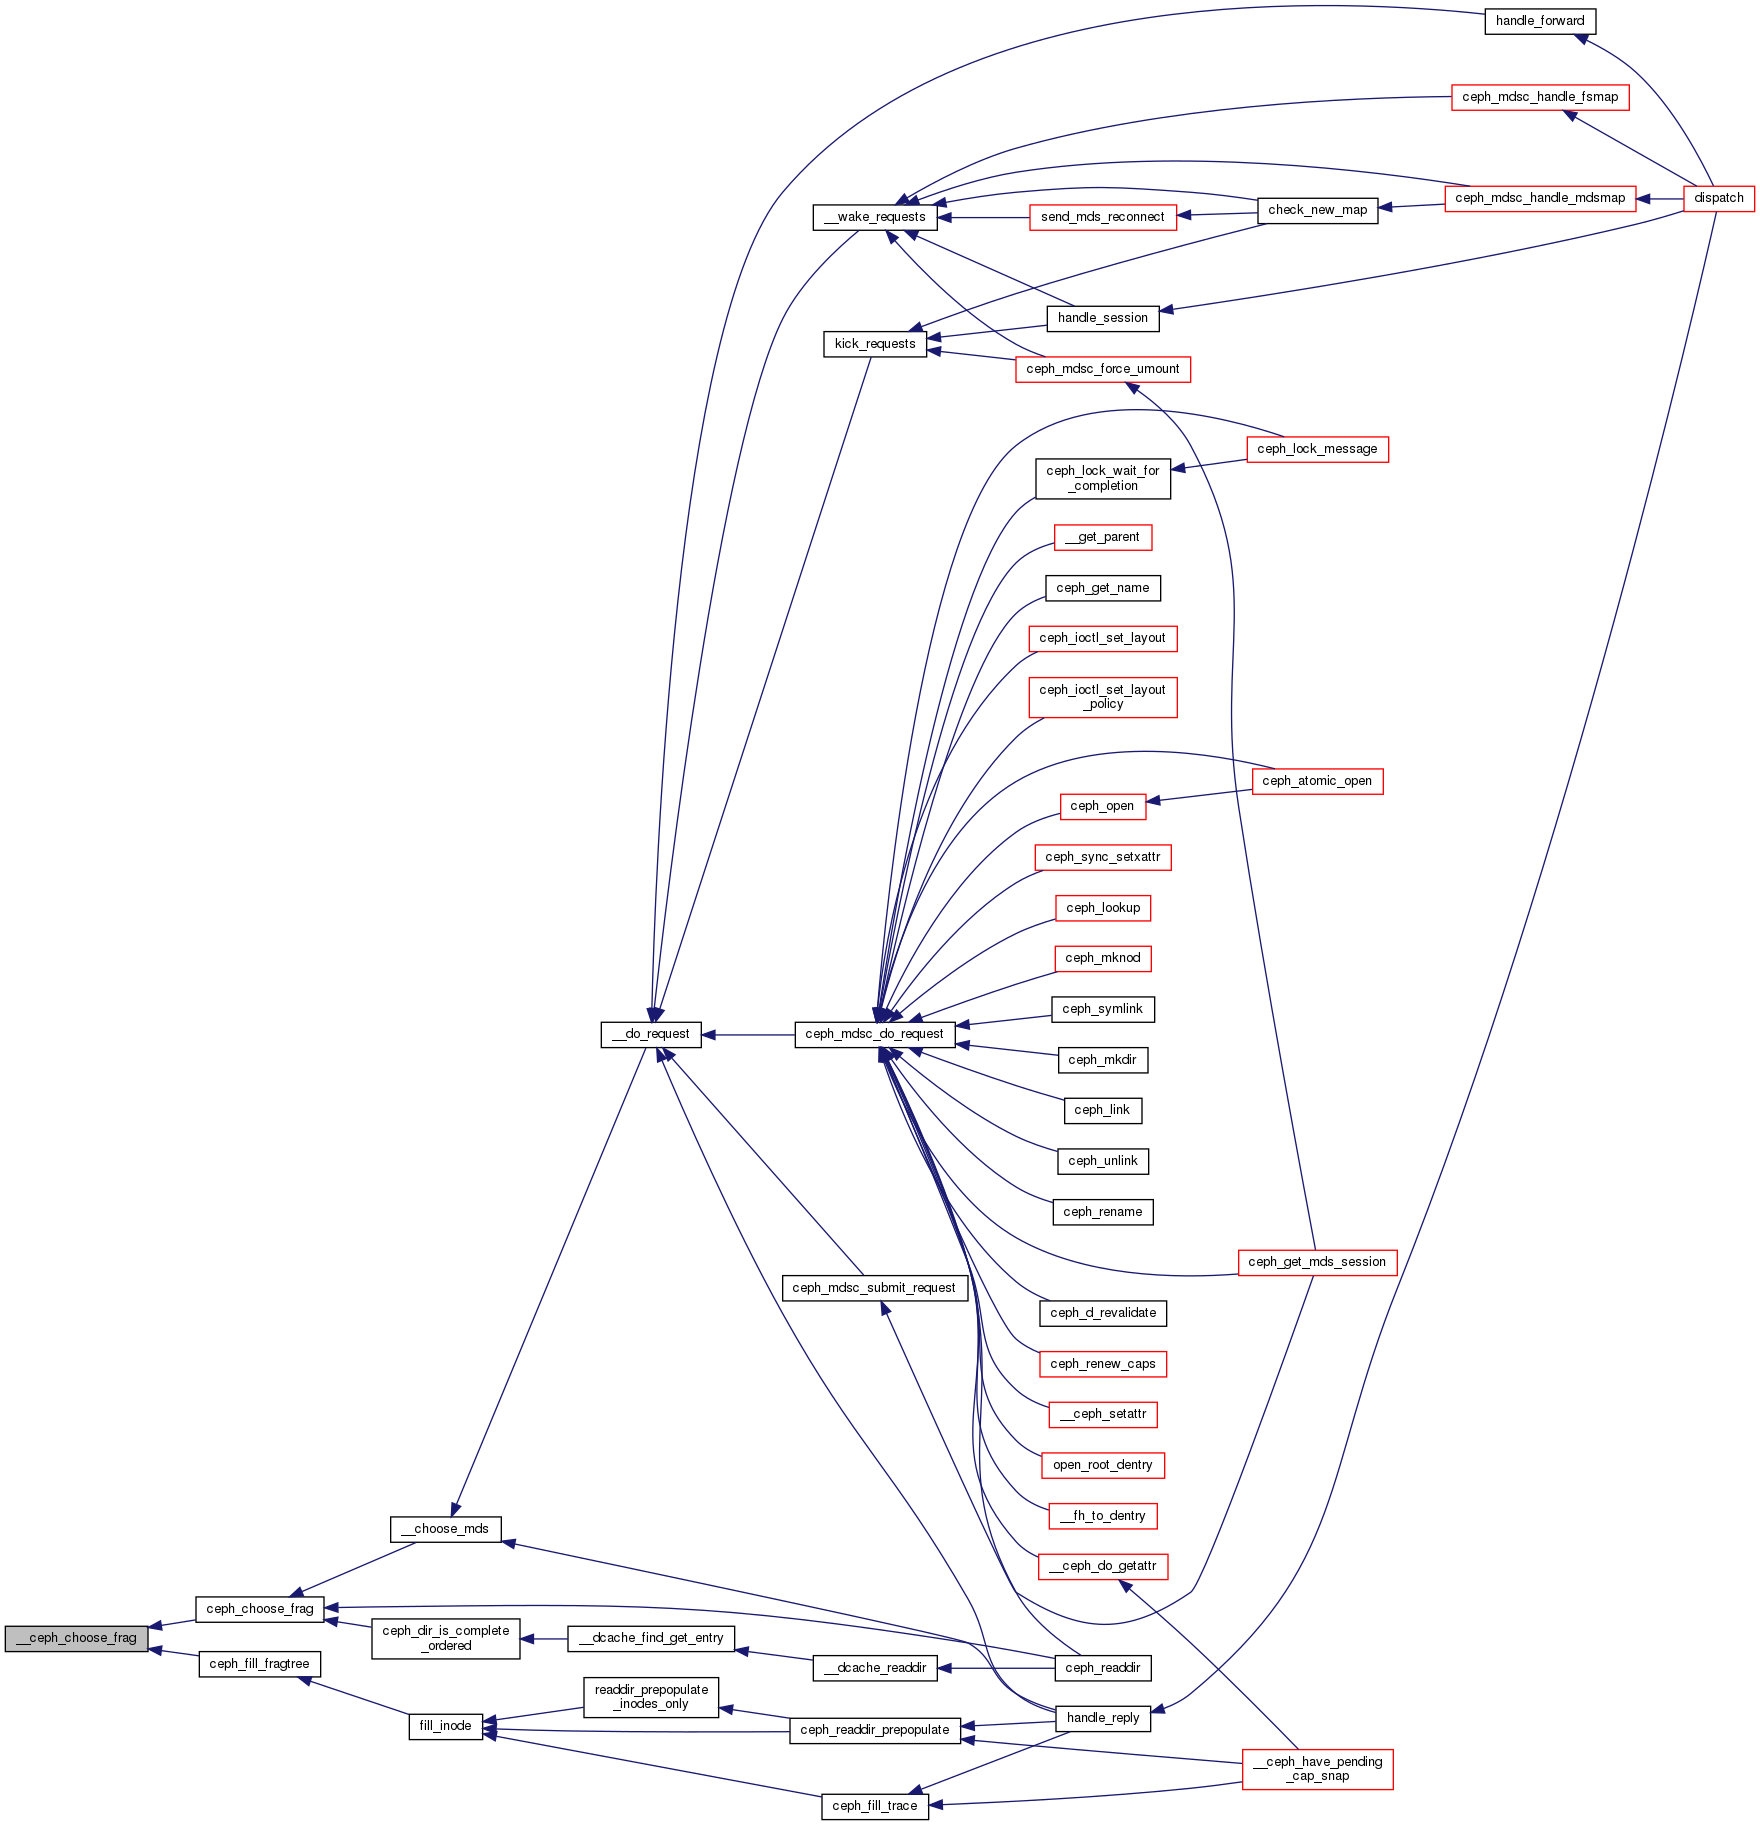 handle_forward
ceph_mdsc_handle_fsmap
ceph_mdsc_handle_mdsmap
dispatch
__wake_requests
send_mds_reconnect
check_new_map
handle_session
kick_requests
ceph_mdsc_force_umount
ceph_lock_message
ceph_lock_wait_for
_completion
__get_parent
ceph_get_name
ceph_ioctl_set_layout
ceph_ioctl_set_layout
_policy
ceph_atomic_open
ceph_open
ceph_sync_setxattr
ceph_lookup
ceph_mknod
ceph_symlink
__do_request
ceph_mdsc_do_request
ceph_mkdir
ceph_link
ceph_unlink
ceph_rename
ceph_get_mds_session
ceph_mdsc_submit_request
ceph_d_revalidate
ceph_renew_caps
__ceph_setattr
open_root_dentry
__fh_to_dentry
__choose_mds
__ceph_do_getattr
ceph_choose_frag
__ceph_choose_frag
ceph_dir_is_complete
_ordered
__dcache_find_get_entry
ceph_fill_fragtree
__dcache_readdir
ceph_readdir
readdir_prepopulate
_inodes_only
fill_inode
ceph_readdir_prepopulate
handle_reply
__ceph_have_pending
_cap_snap
ceph_fill_trace